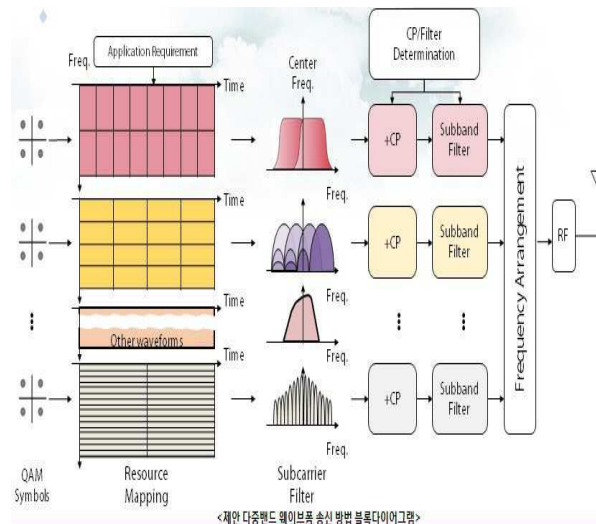 Application Requirement
CP/Filter
Determination
Freq.
Time
Center
Freq.
+CP
Subband
Filter
Freq.
Time
+CP
Subband
Filter
Freq.
Freq.
Time
Other waveforms
Freq.
Time
+CP
Subband
Filter
Freq.
Frequency Arrangement
RF
QAM
Symbols
Resource
Mapping
Subcarrier
Filter
<제안 다중밴드 웨이브폼 송신 방법 블록다이어그램>